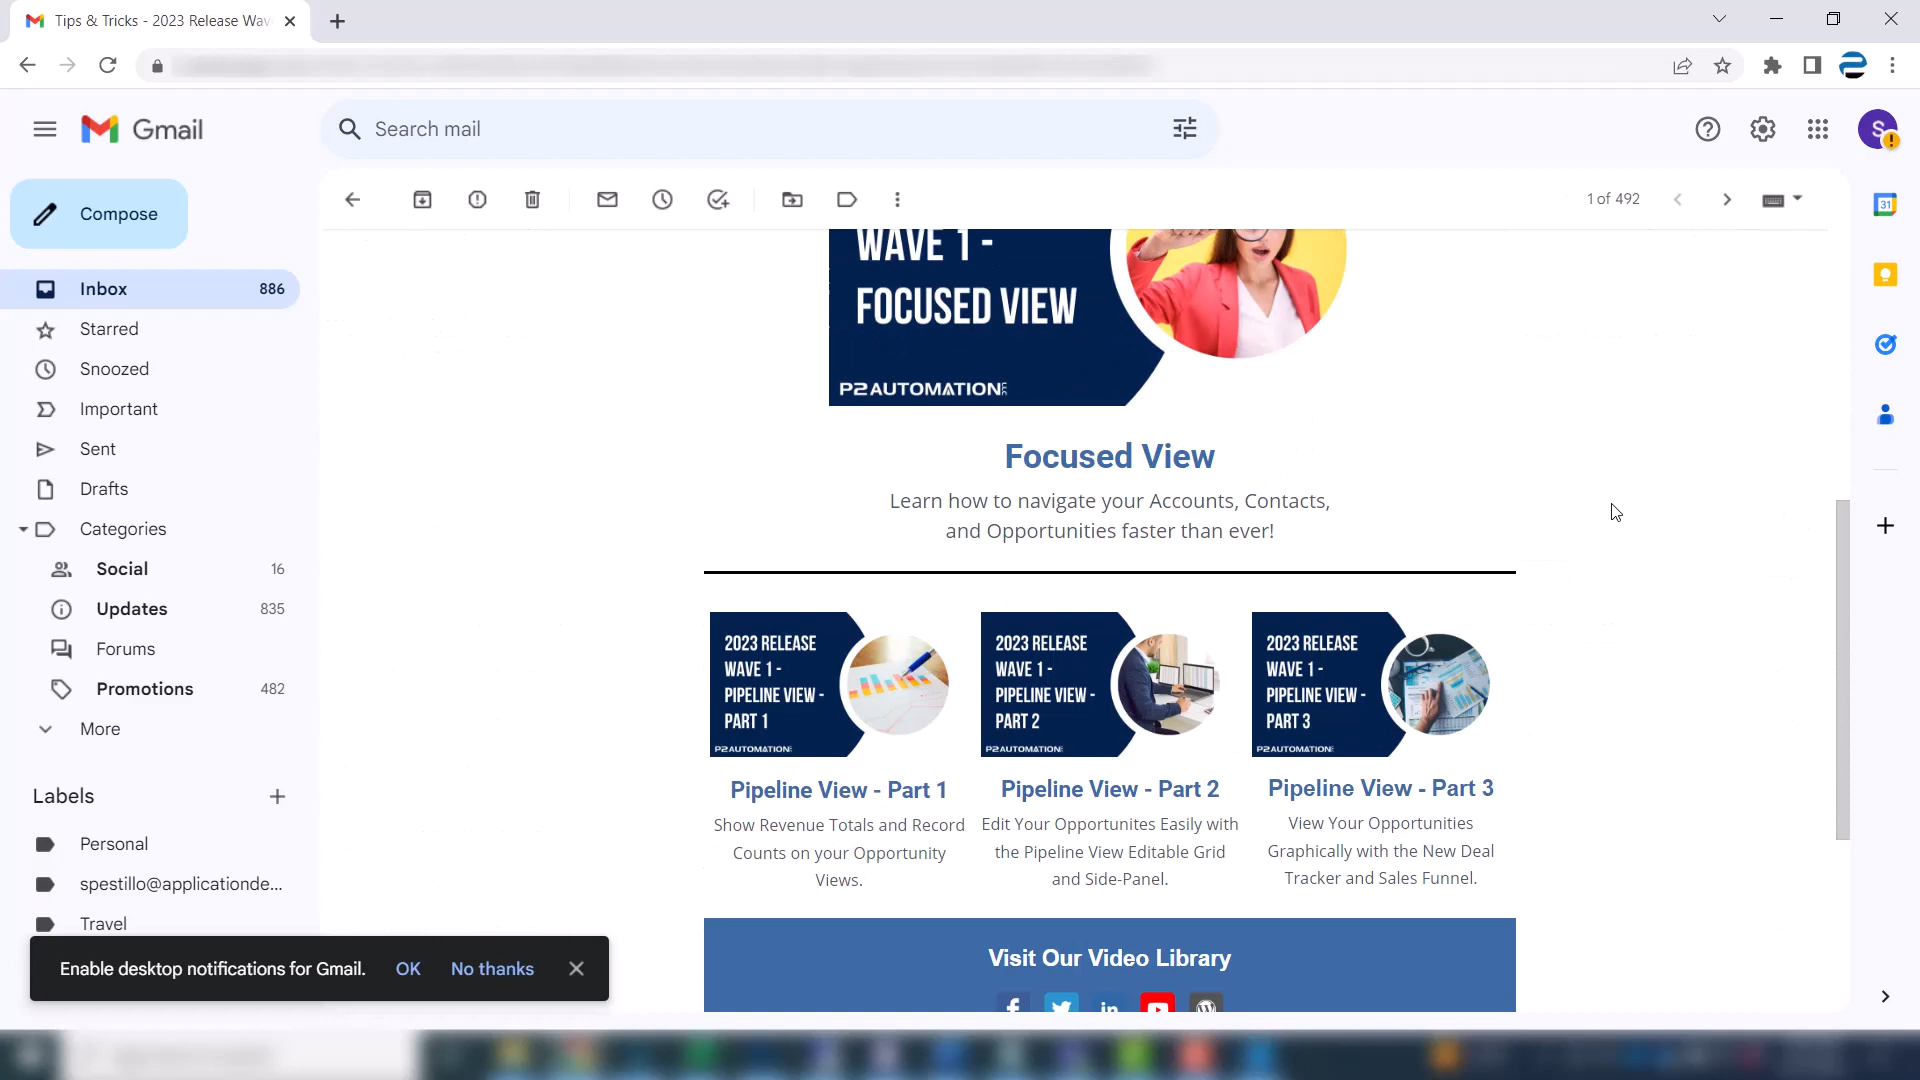 Tips & Tricks - 2023 Release Wav
Gmail
Search mail
S
Compose
1 of 492
31
Inbox 886
Starred
Snoozed
Important
Sent
Drafts
Categories
Social 16
Updates 835
Forums
Promotions 482
More
Labels
Personal
spestillo@applicationde...
Travel
WAVE 1 -
FOCUSED VIEW
P2AUTOMATION
Focused View
Learn how to navigate your Accounts, Contacts,
and Opportunities faster than ever!
2023 RELEASE
WAVE 1 -
PIPELINE VIEW -
PART 1
P2AUTOMATION
2023 RELEASE
WAVE 1 -
PIPELINE VIEW -
PART 2
P2AUTOMATION
2023 RELEASE
WAVE 1 -
PIPELINE VIEW -
PART 3
P2AUTOMATION
Pipeline View - Part 1
Show Revenue Totals and Record
Counts on your Opportunity
Views.
Pipeline View - Part 2
Edit Your Opportunites Easily with
the Pipeline View Editable Grid
and Side-Panel.
Pipeline View - Part 3
View Your Opportunities
Graphically with the New Deal
Tracker and Sales Funnel.
Visit Our Video Library
Enable desktop notifications for Gmail. OK No thanks